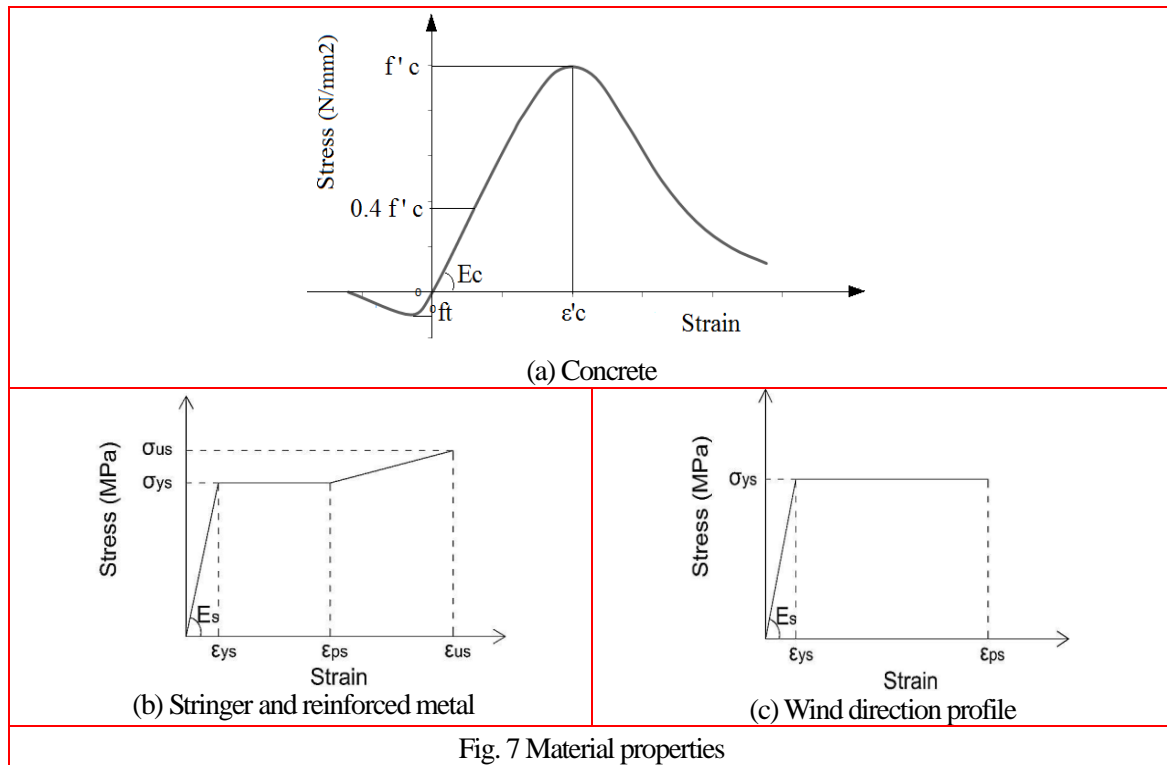 Stress (N/mm2)
f'c
0.4 f'c
Ec
0
0
ft
ε'c
Strain
(a) Concrete
Stress (MPa)
σus
σys
Es
εys
εps
εus
Strain
(b) Stringer and reinforced metal
Stress (MPa)
σys
Es
εys
εps
Strain
(c) Wind direction profile
Fig. 7 Material properties